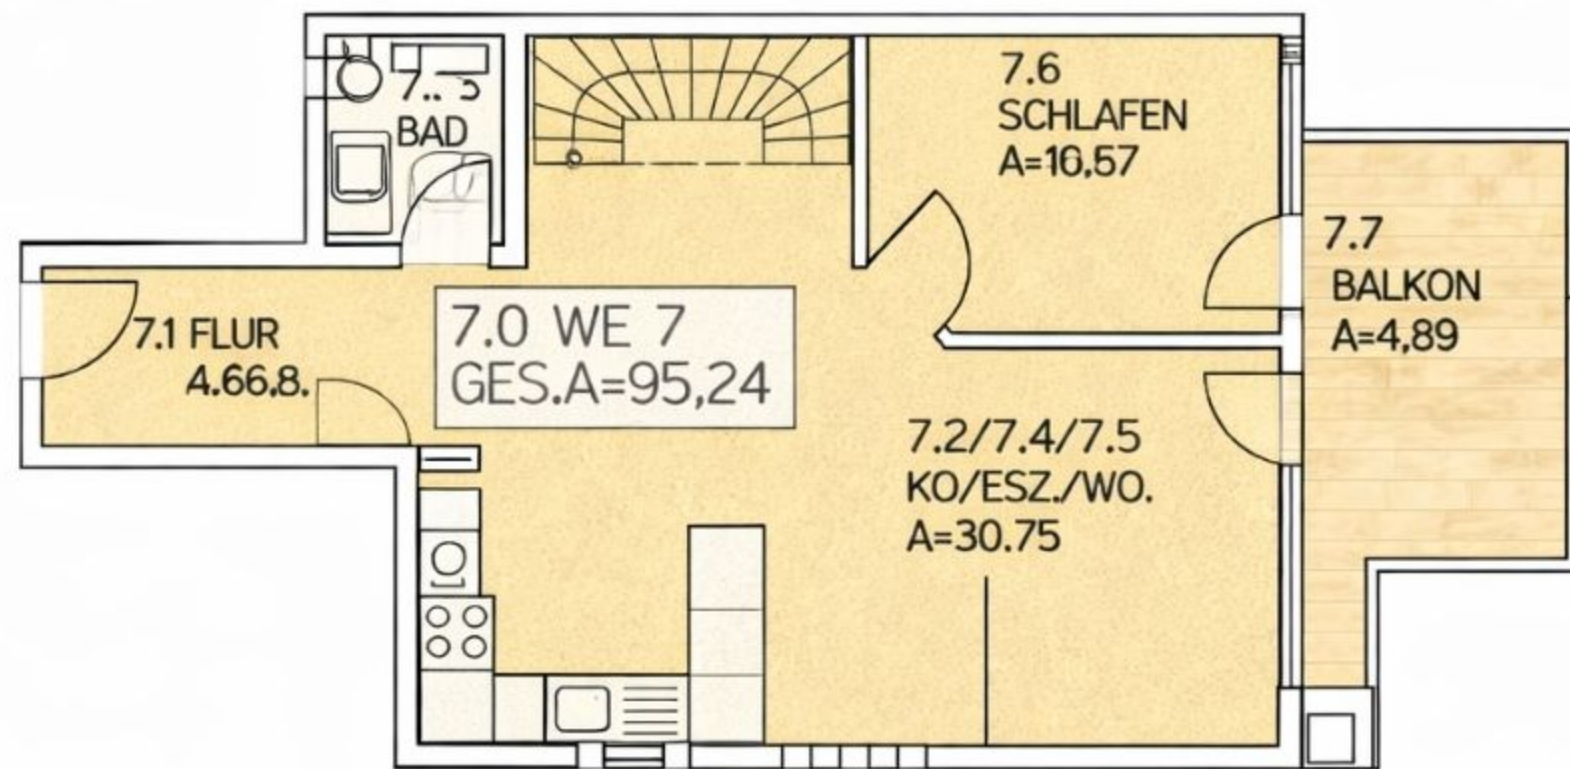 BAD
7.6
SCHLAFEN
A=16,57
7.7
BALKON
A=4,89
7.1 FLUR
4.66.8.
7.0 WE 7
GES.A=95,24
7.2/7.4/7.5
KO/ESZ./WO.
A=30.75